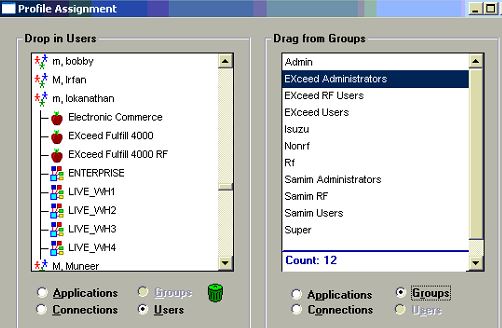 Profile Assignment
Drop in Users
m, bobby
M, Irfan
m, lokanathan
Electronic Commerce
EXceed Fulfill 4000
EXceed Fulfill 4000 RF
ENTERPRISE
LIVE_WH1
LIVE_WH2
LIVE_WH3
LIVE_WH4
M, Muneer
Applications
Groups
Connections
Users
Drag from Groups
Admin
EXceed Administrators
EXceed RF Users
EXceed Users
Isuzu
Nonrf
Rf
Samim Administrators
Samim RF
Samim Users
Super
Count: 12
Applications
Groups
Connections
Users